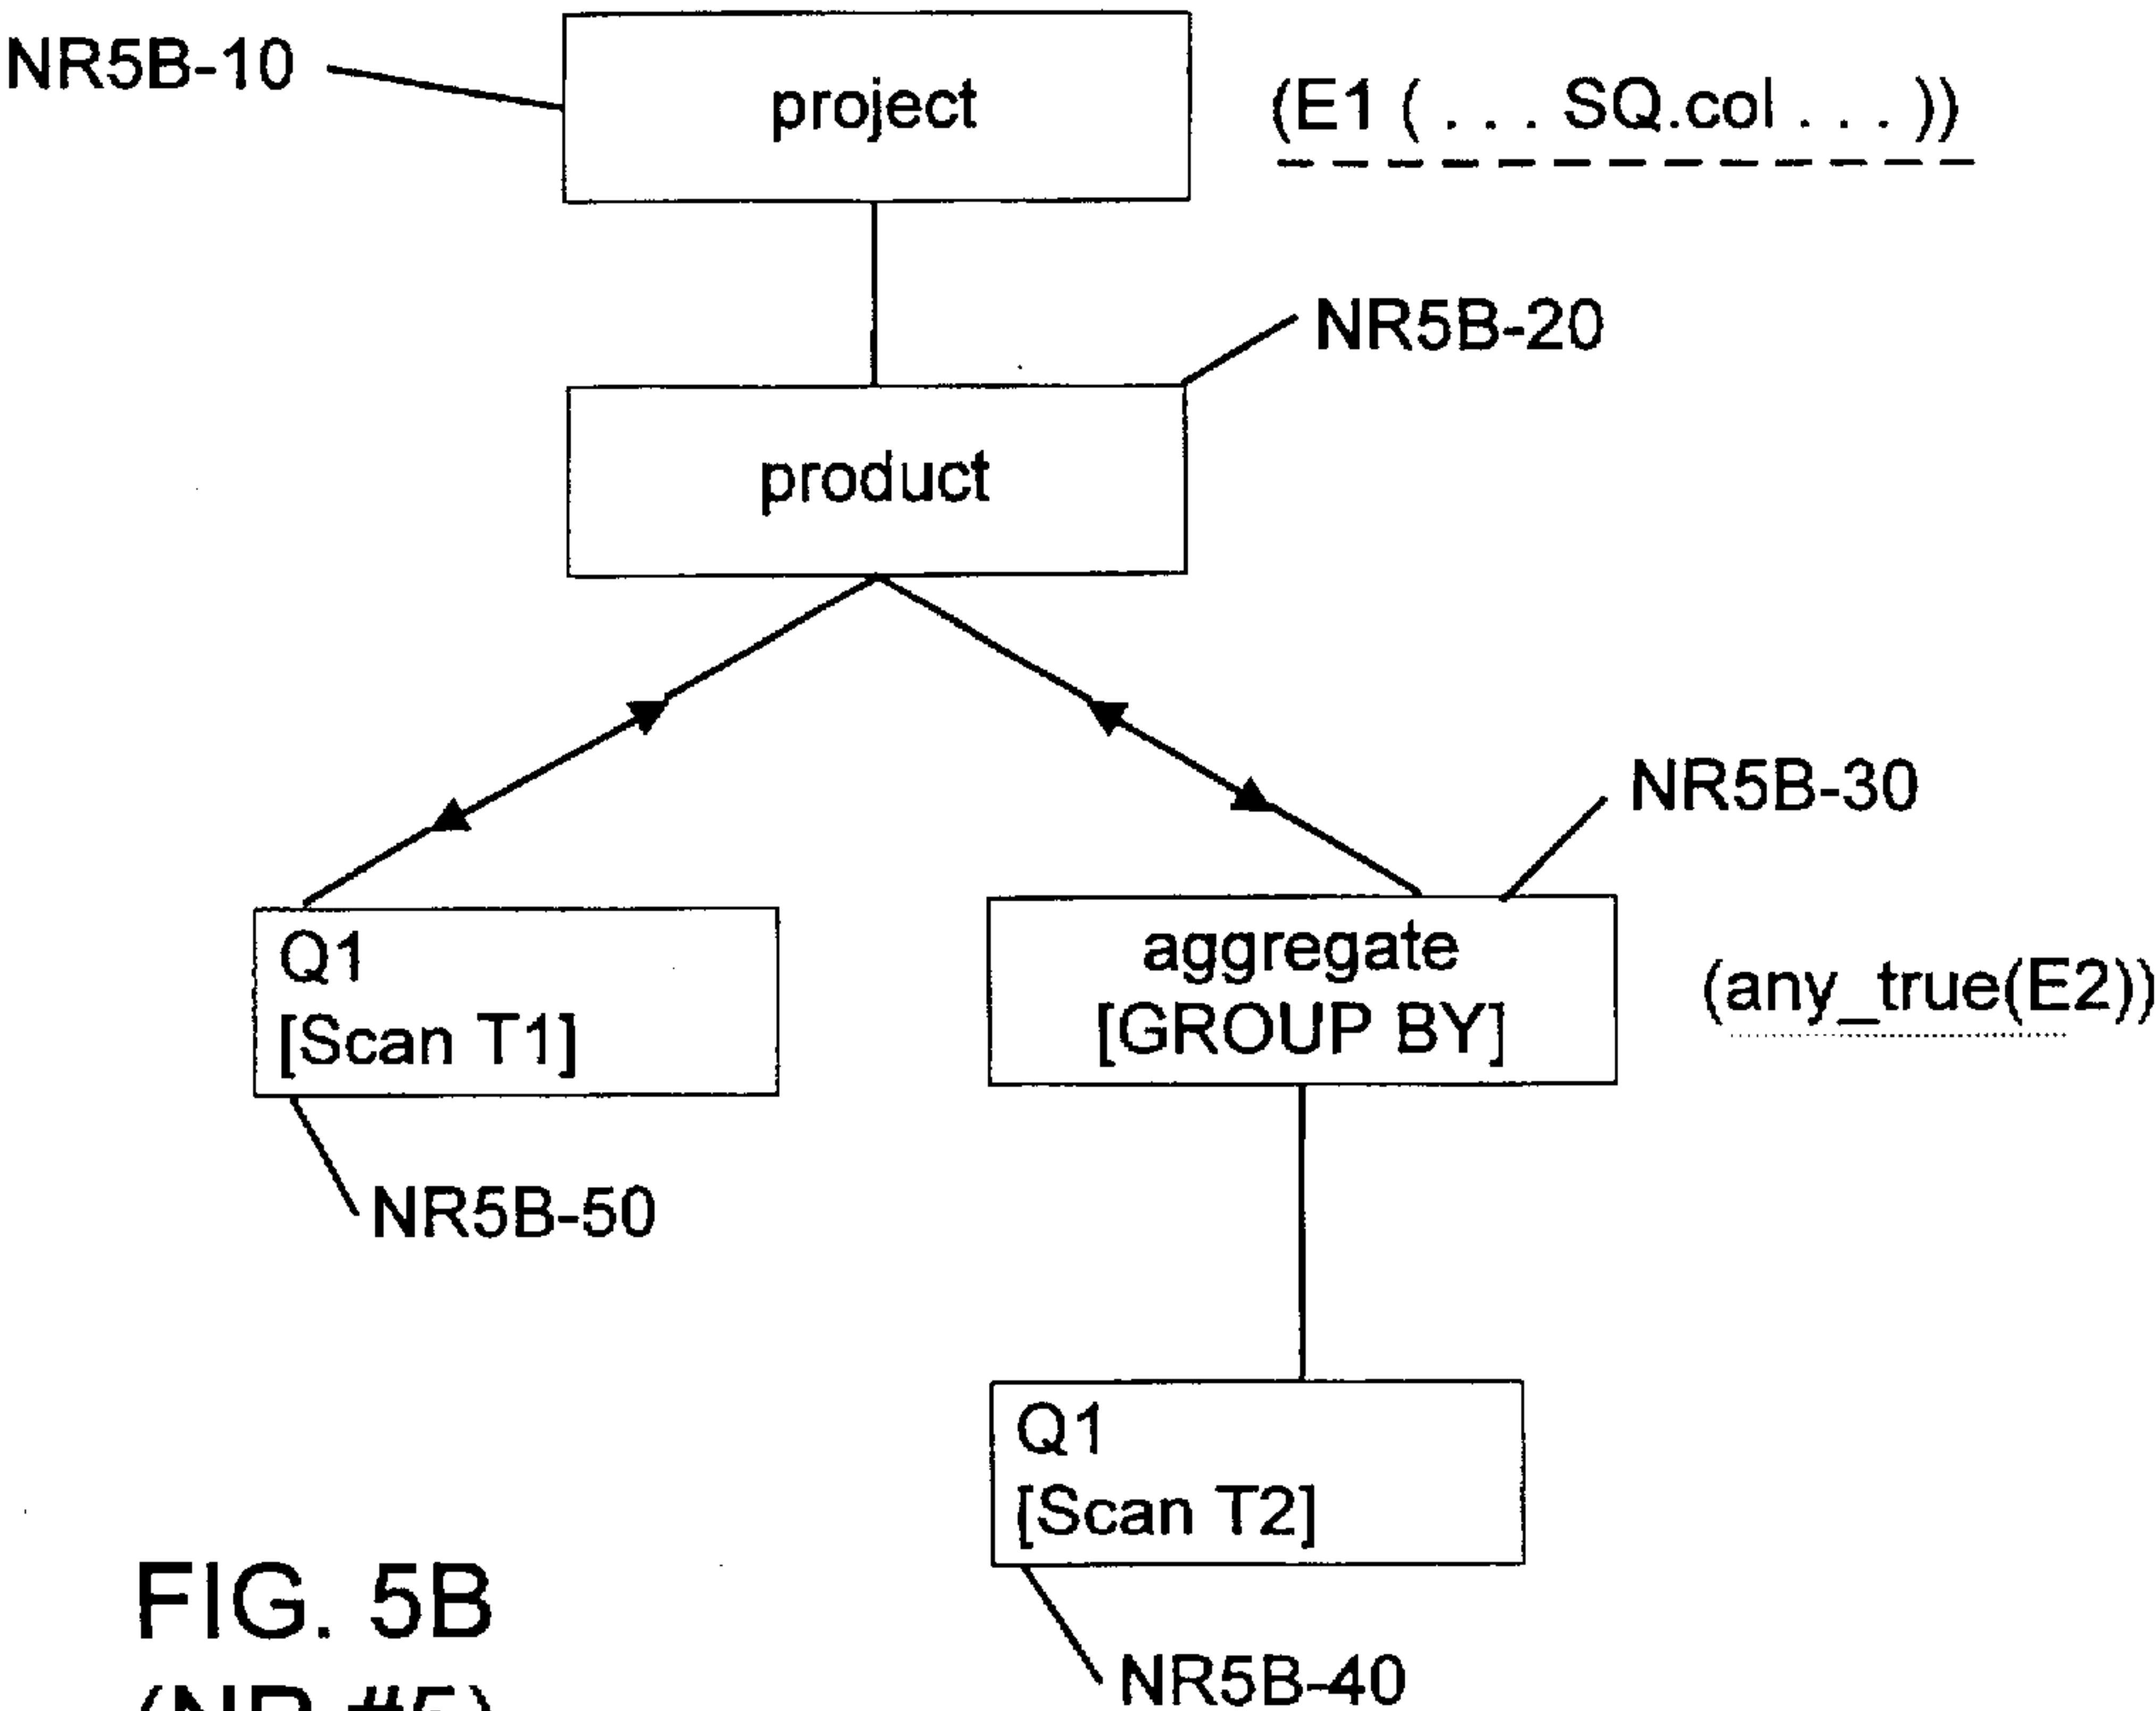 NR5B-10
project
(E1 ( . . . SQ.col . . . ))
NR5B-20
product
NR5B-30
Q1
[Scan T1]
aggregate
[GROUP BY]
(any_true(E2))
NR5B-50
Q1
[Scan T2]
NR5B-40
FIG. 5B